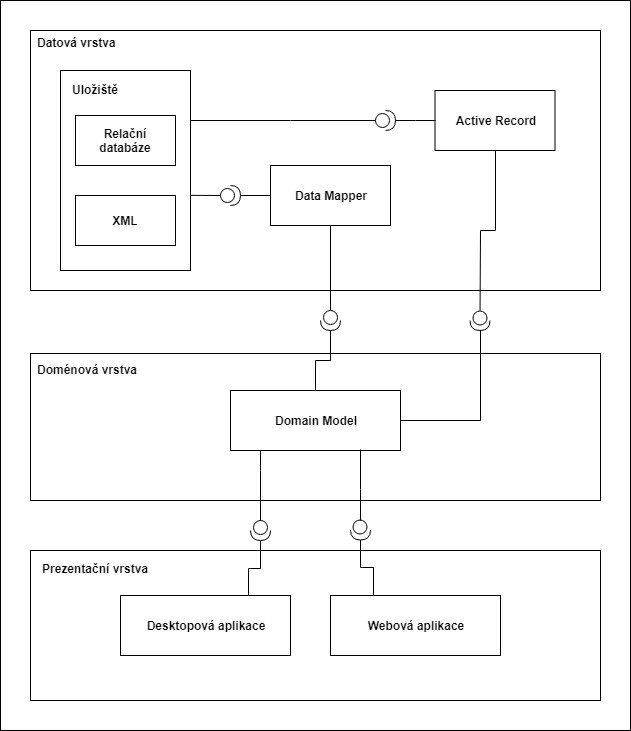 Datová vrstva
Uložiště
Relační
databáze
XML
Active Record
Data Mapper
Doménová vrstva
Domain Model
Prezentační vrstva
Desktopová aplikace
Webová aplikace